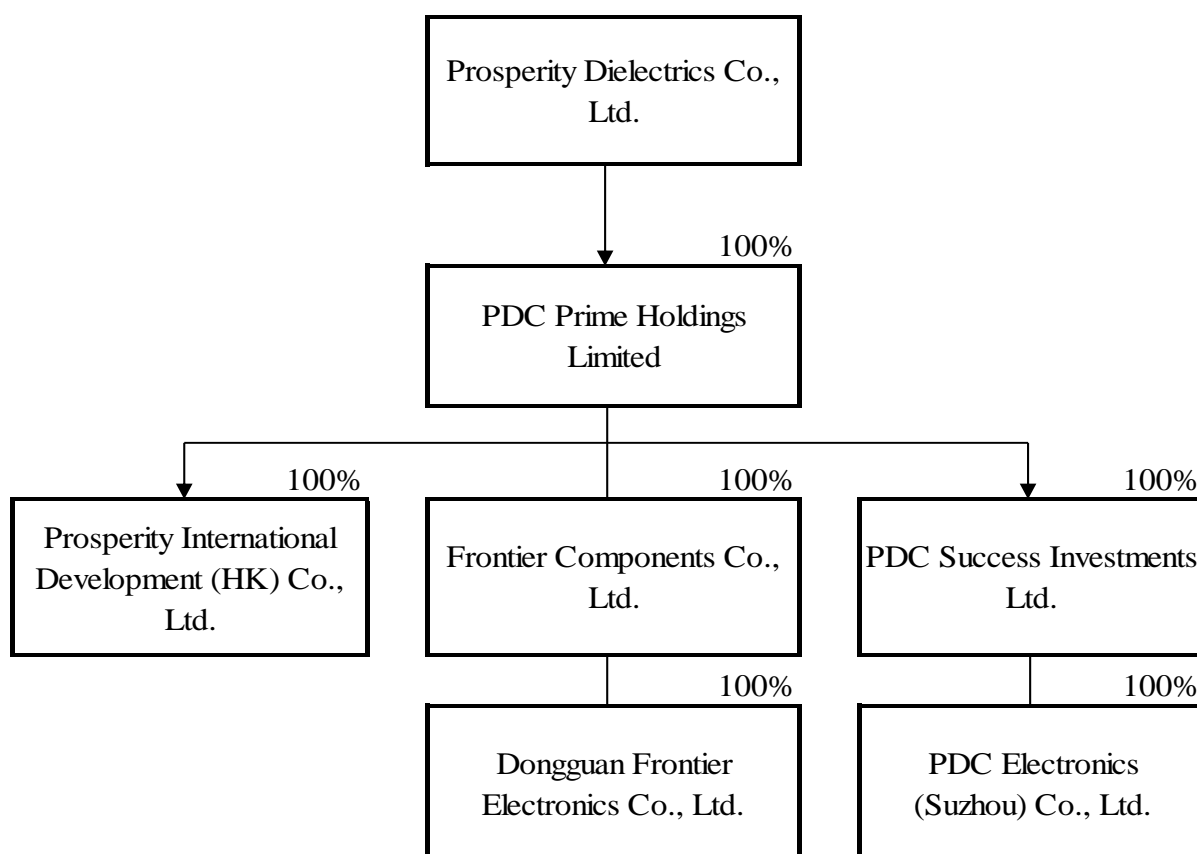 Prosperity Dielectrics Co.,
Ltd.
100%
PDC Prime Holdings
Limited
100%
100%
100%
Prosperity International
Development (HK) Co.,
Ltd.
Frontier Components Co.,
Ltd.
PDC Success Investments
Ltd.
100%
100%
Dongguan Frontier
Electronics Co., Ltd.
PDC Electronics
(Suzhou) Co., Ltd.